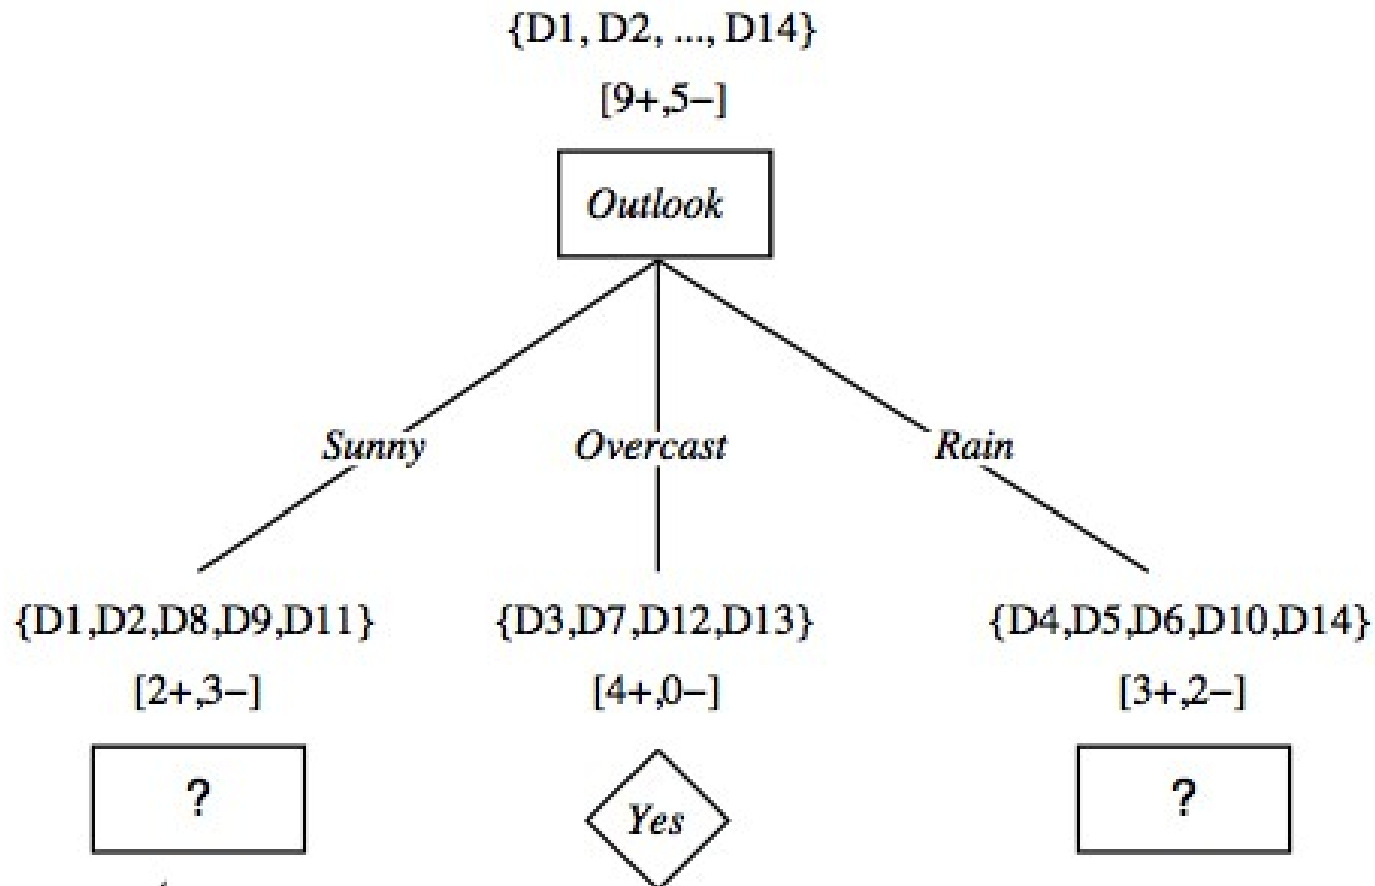 {D1, D2, ..., D14}
[9+,5−]
Outlook
Sunny Overcast Rain
{D1,D2,D8,D9,D11} {D3,D7,D12,D13} {D4,D5,D6,D10,D14}
[2+,3−] [4+,0−] [3+,2−]
? Yes ?